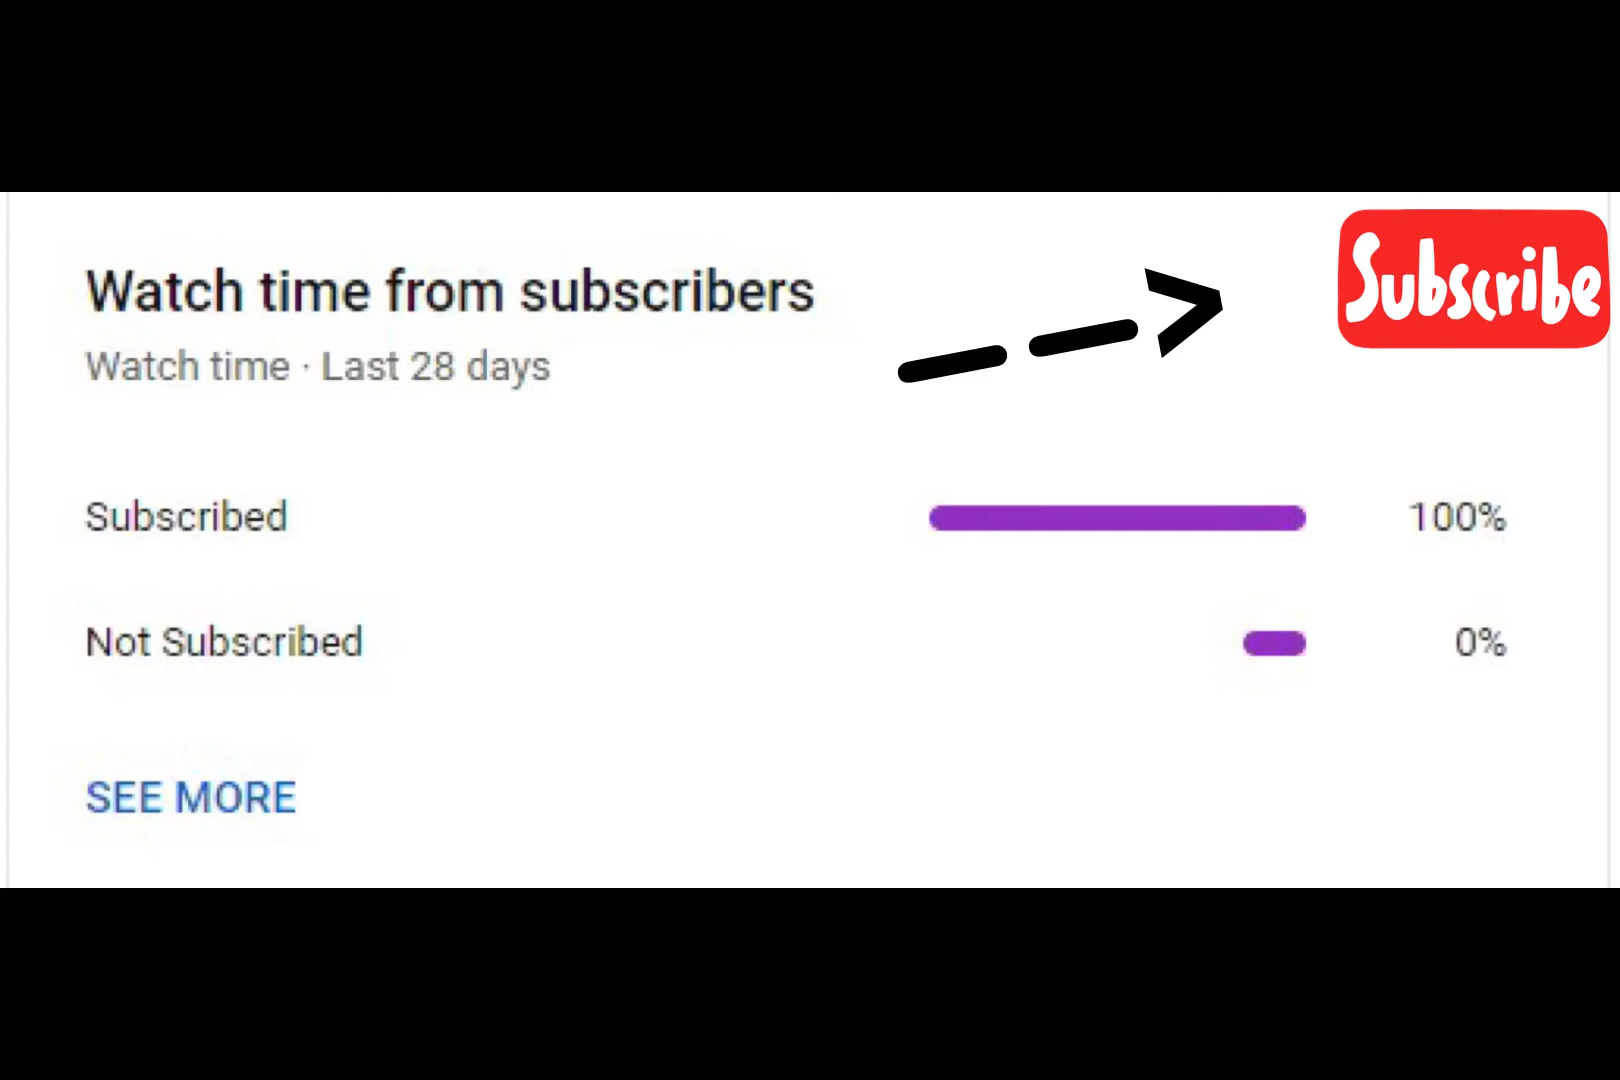 Watch time from subscribers
Subscribe
Watch time · Last 28 days
Subscribed 100%
Not Subscribed 0%
SEE MORE